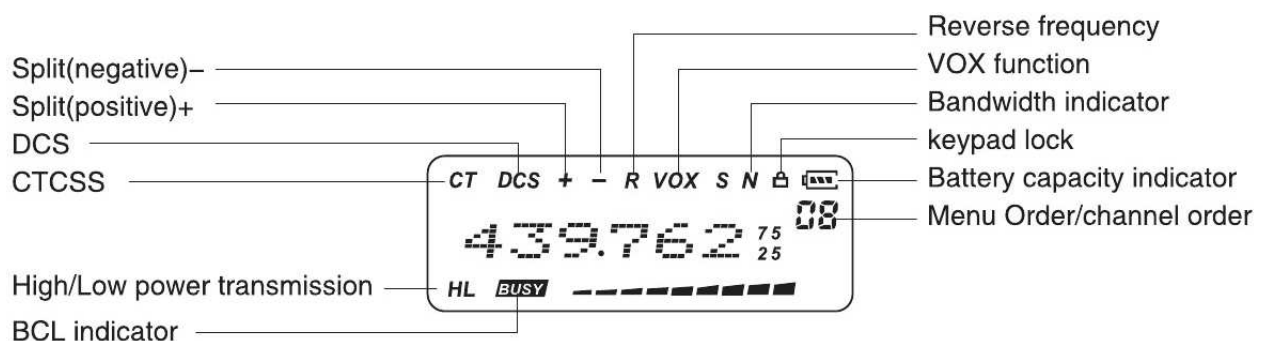 Reverse frequency
Split(negative)–
VOX function
Split(positive)+
Bandwidth indicator
DCS
keypad lock
CTCSS
CT DCS + – R VOX S N
Battery capacity indicator
08
Menu Order/channel order
439.762 75
25
High/Low power transmission
HL BUSY
BCL indicator